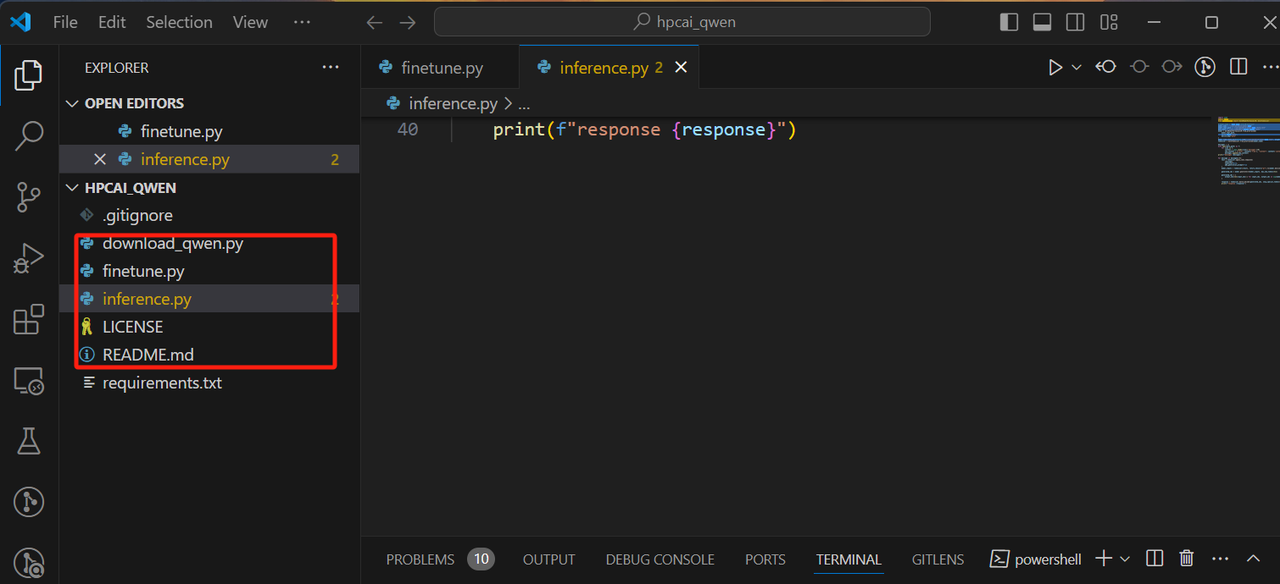 File Edit Selection View ··· hpcai_qwen
EXPLORER ···
finetune.py inference.py 2
OPEN EDITORS
finetune.py
inference.py 2
HPCAI_QWEN
.gitignore
download_qwen.py
finetune.py
inference.py 2
LICENSE
README.md
requirements.txt
inference.py > ...
40 print(f"response {response}")
PROBLEMS 10 OUTPUT DEBUG CONSOLE PORTS TERMINAL GITLENS powershell